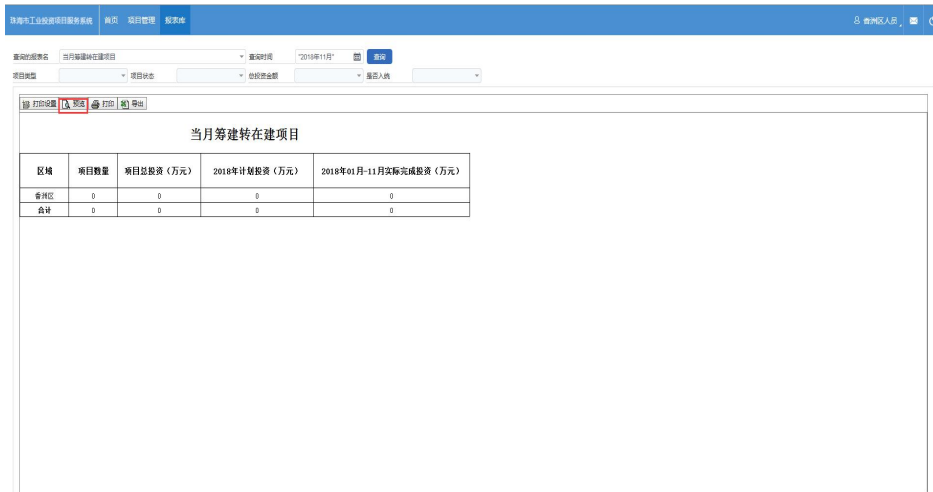 珠海市工业投资项目服务系统 首页 项目管理 报表库 香洲区人员
查询的报表名 当月筹建转在建项目 查询时间 "2018年11月" 查询
项目类型 项目状态 总投资金额 是否入统
打印设置 预览 打印 导出
当月筹建转在建项目
区域 项目数量 项目总投资（万元） 2018年计划投资（万元） 2018年01月-11月实际完成投资（万元）
香洲区 0 0 0 0
合计 0 0 0 0